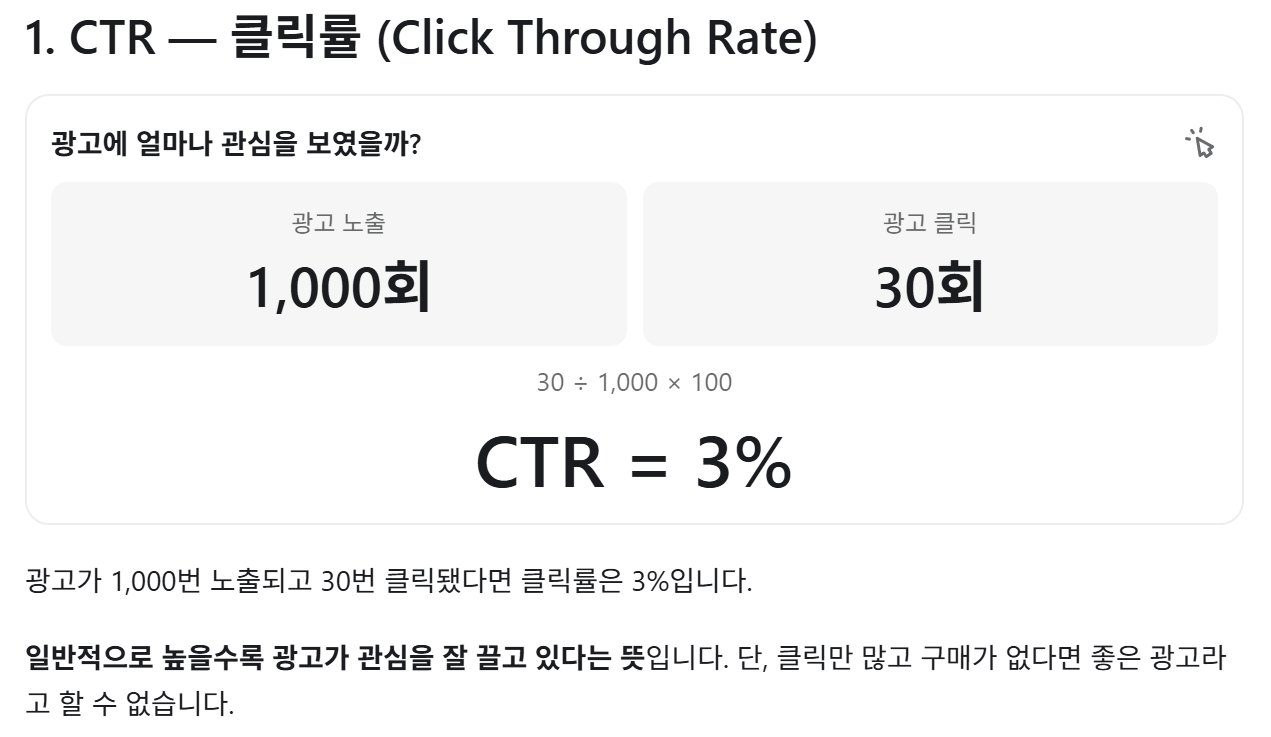 1. CTR — 클릭률 (Click Through Rate)
광고에 얼마나 관심을 보였을까?
광고 노출
1,000회
광고 클릭
30회
30 ÷ 1,000 × 100
CTR = 3%
광고가 1,000번 노출되고 30번 클릭됐다면 클릭률은 3%입니다.
일반적으로 높을수록 광고가 관심을 잘 끌고 있다는 뜻입니다. 단, 클릭만 많고 구매가 없다면 좋은 광고라
고 할 수 없습니다.